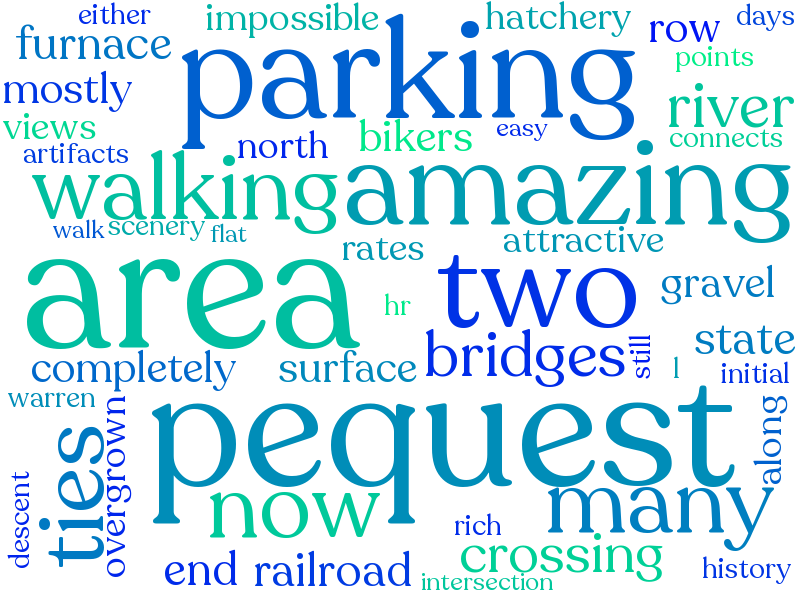 either
impossible
hatchery
days
furnace
row
points
parking
mostly
river
views
bikers
easy
connects
artifacts
north
walking
amazing
walk
scenery
flat
rates
attractive
area
two
gravel
hr
bridges
still
state
completely
surface
l
initial
warren
pequest
overgrown
along
ties
descent
now
many
rich
crossing
end
railroad
intersection
history